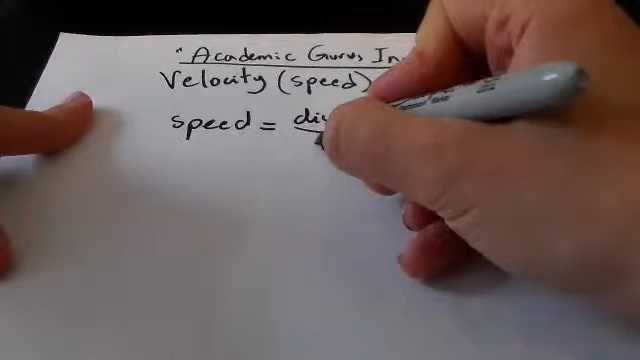 "Academic Gurus In
Velocity (speed)
speed =